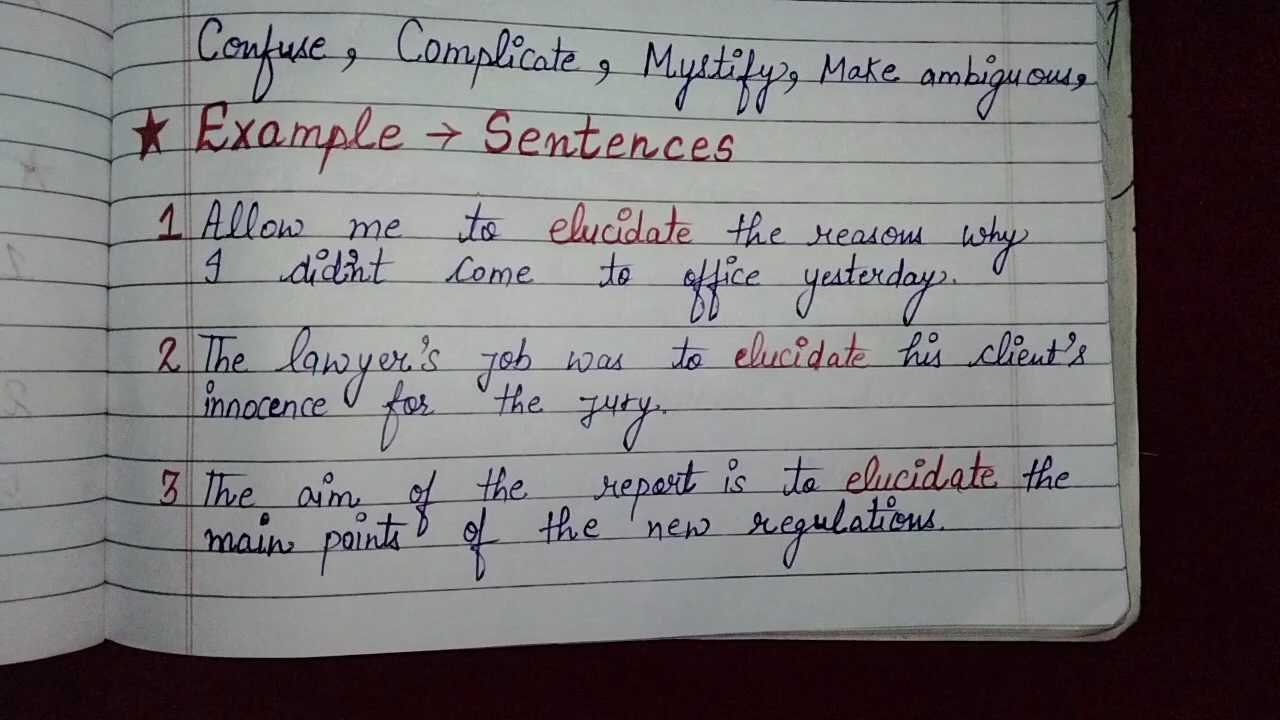 Confuse, Complicate, Mystify, Make ambiguous,
★ Example → Sentences
1 Allow me to elucidate the reasons why
I didn't come to office yesterday.
2 The lawyer's job was to elucidate his client's
innocence for the jury.
3 The aim of the report is to elucidate the
main points of the new regulations.